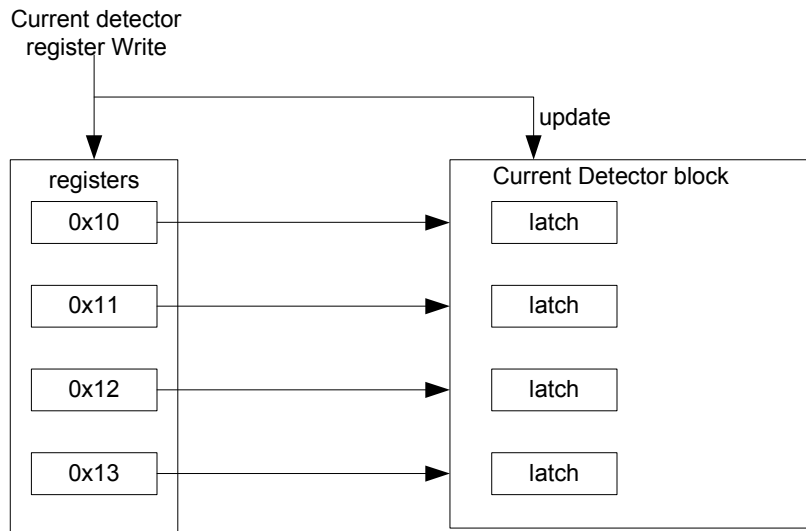 Current detector
register Write
update
registers
Current Detector block
0x10
latch
0x11
latch
0x12
latch
0x13
latch